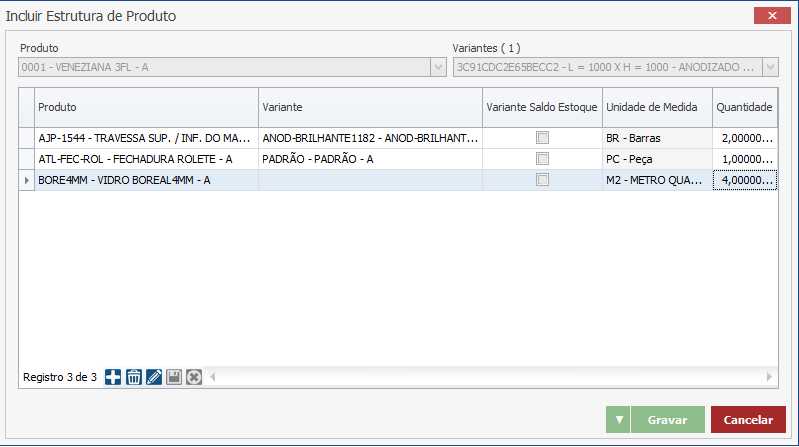 Incluir Estrutura de Produto
Produto
Variantes ( 1 )
0001 - VENEZIANA 3FL - A
3C91CDC2E65BECC2 - L = 1000 X H = 1000 - ANODIZADO ...
Produto Variante Variante Saldo Estoque Unidade de Medida Quantidade
AJP-1544 - TRAVESSA SUP. / INF. DO MA... ANOD-BRILHANTE1182 - ANOD-BRILHANT... BR - Barras 2,00000...
ATL-FEC-ROL - FECHADURA ROLETE - A PADRÃO - PADRÃO - A PC - Peça 1,00000...
BORE4MM - VIDRO BOREAL4MM - A M2 - METRO QUA... 4,00000...
Registro 3 de 3
Gravar
Cancelar